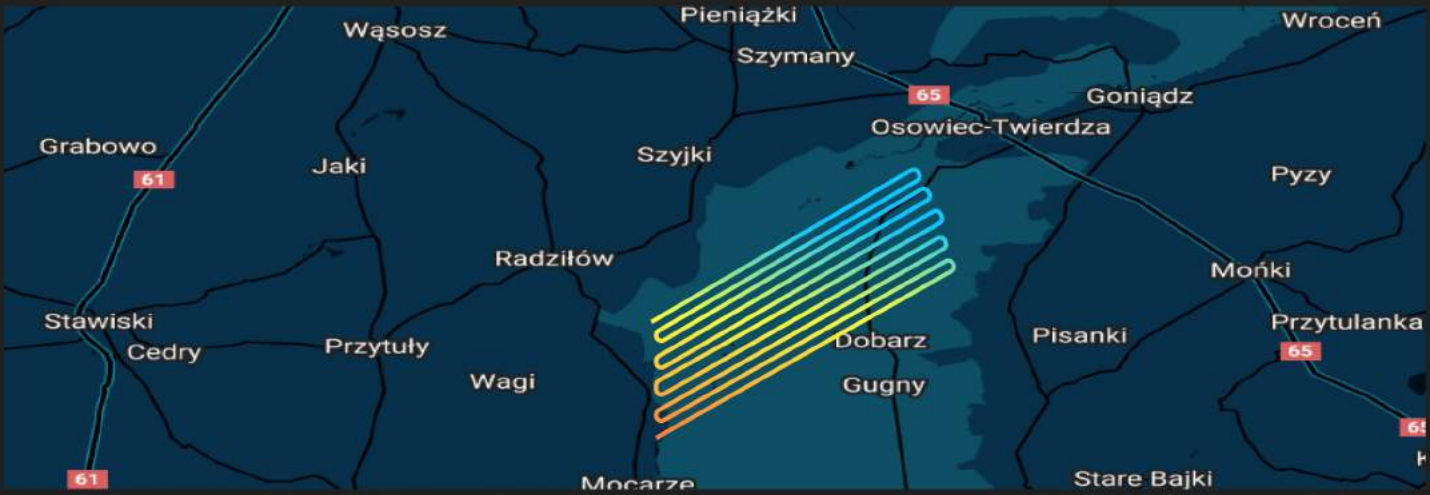 Pieniążki
Wroceń
Wąsosz
Szymany
65
Goniądz
Osowiec-Twierdza
Grabowo
Szyjki
Jaki
61
Pyzy
Radziłów
Mońki
Stawiski
Przytulanka
Cedry
Przytuły
Pisanki
Dobarz
65
Wagi
Gugny
65
61
Stare Bajki
Mocarze